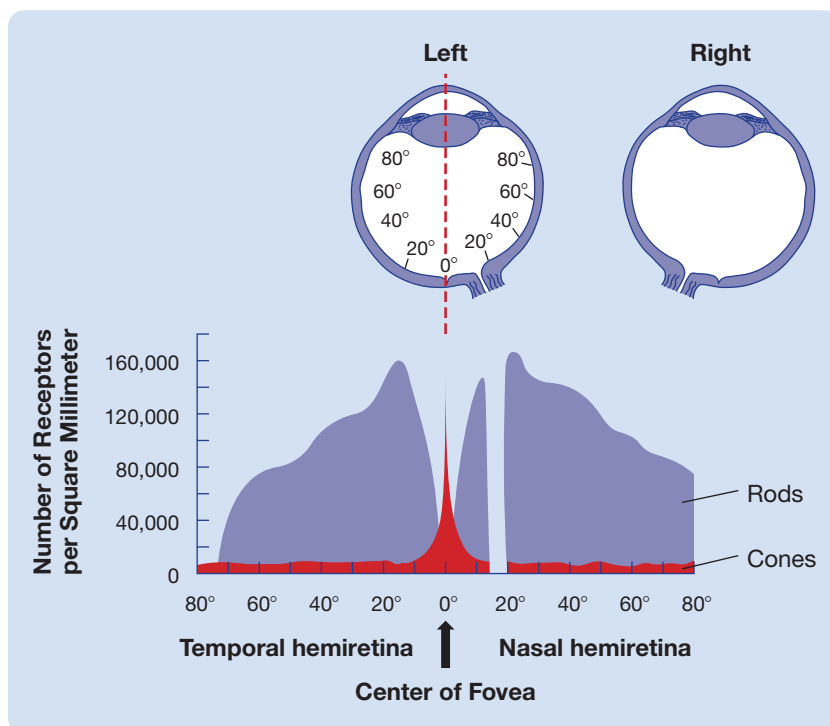 Left
Right
80°
80°
60°
60°
40°
40°
20°
20°
0°
Number of Receptors
per Square Millimeter
160,000
120,000
80,000
40,000
0
Rods
Cones
80° 60° 40° 20° 0° 20° 40° 60° 80°
Temporal hemiretina
Nasal hemiretina
Center of Fovea